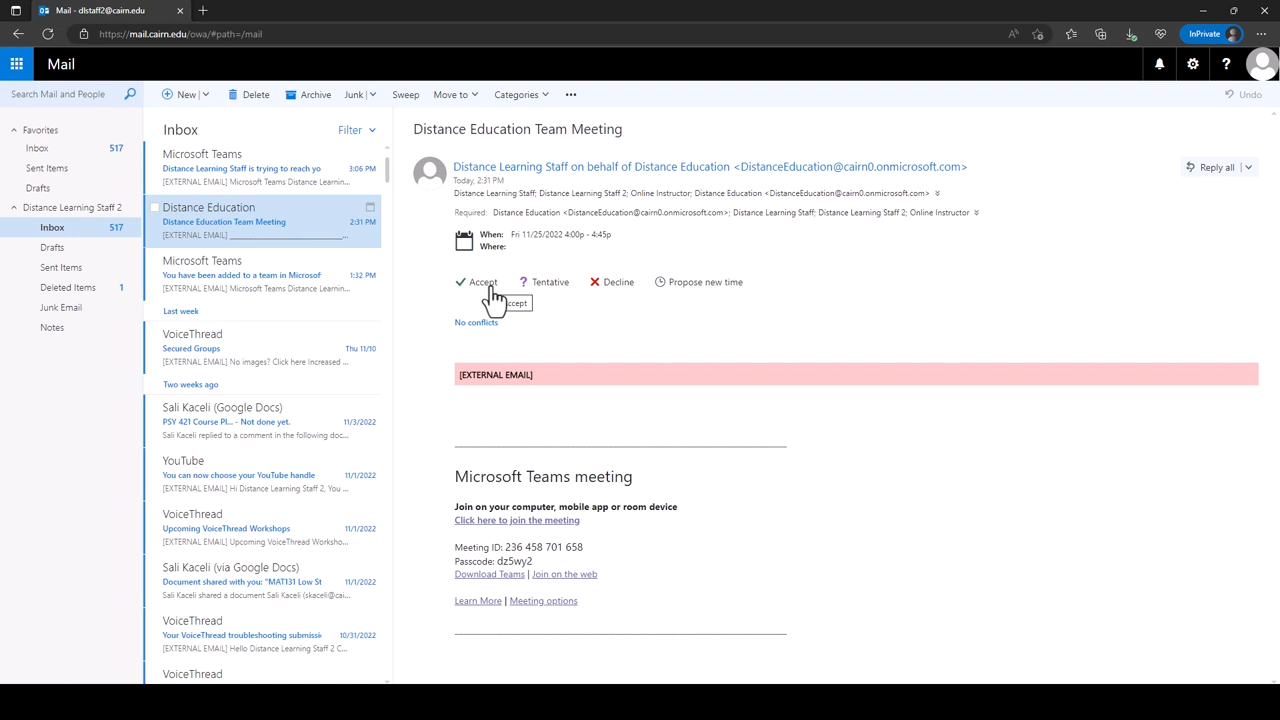 Mail - dlstaff2@cairn.edu
https://mail.cairn.edu/owa/#path=/mail
InPrivate
Mail
Search Mail and People
New
Delete
Archive
Junk
Sweep
Move to
Categories
Undo
Favorites
Inbox 517
Sent Items
Drafts
Distance Learning Staff 2
Inbox 517
Drafts
Sent Items
Deleted Items 1
Junk Email
Notes
Inbox
Filter
Microsoft Teams
Distance Learning Staff is trying to reach yo 3:06 PM
[EXTERNAL EMAIL] Microsoft Teams Distance Learnin...
Distance Education
Distance Education Team Meeting 2:31 PM
[EXTERNAL EMAIL] ________________________...
Microsoft Teams
You have been added to a team in Microsof 1:32 PM
[EXTERNAL EMAIL] Microsoft Teams Distance Learnin...
Last week
VoiceThread
Secured Groups Thu 11/10
[EXTERNAL EMAIL] No images? Click here Increased ...
Two weeks ago
Sali Kaceli (Google Docs)
PSY 421 Course Pl... - Not done yet. 11/3/2022
Sali Kaceli replied to a comment in the following doc...
YouTube
You can now choose your YouTube handle 11/1/2022
[EXTERNAL EMAIL] Hi Distance Learning Staff 2, You ...
VoiceThread
Upcoming VoiceThread Workshops 11/1/2022
[EXTERNAL EMAIL] Upcoming VoiceThread Worksho...
Sali Kaceli (via Google Docs)
Document shared with you: "MAT131 Low St 11/1/2022
Sali Kaceli shared a document Sali Kaceli (skaceli@cai...
VoiceThread
Your VoiceThread troubleshooting submissi 10/31/2022
[EXTERNAL EMAIL] Hello Distance Learning Staff 2 C...
VoiceThread
Distance Education Team Meeting
Distance Learning Staff on behalf of Distance Education <DistanceEducation@cairn0.onmicrosoft.com>
Reply all
Today, 2:31 PM
Distance Learning Staff; Distance Learning Staff 2; Online Instructor; Distance Education <DistanceEducation@cairn0.onmicrosoft.com>
Required: Distance Education <DistanceEducation@cairn0.onmicrosoft.com>; Distance Learning Staff; Distance Learning Staff 2; Online Instructor
When: Fri 11/25/2022 4:00p - 4:45p
Where:
Accept
Tentative
Decline
Propose new time
No conflicts
[EXTERNAL EMAIL]
Microsoft Teams meeting
Join on your computer, mobile app or room device
Click here to join the meeting
Meeting ID: 236 458 701 658
Passcode: dz5wy2
Download Teams | Join on the web
Learn More | Meeting options